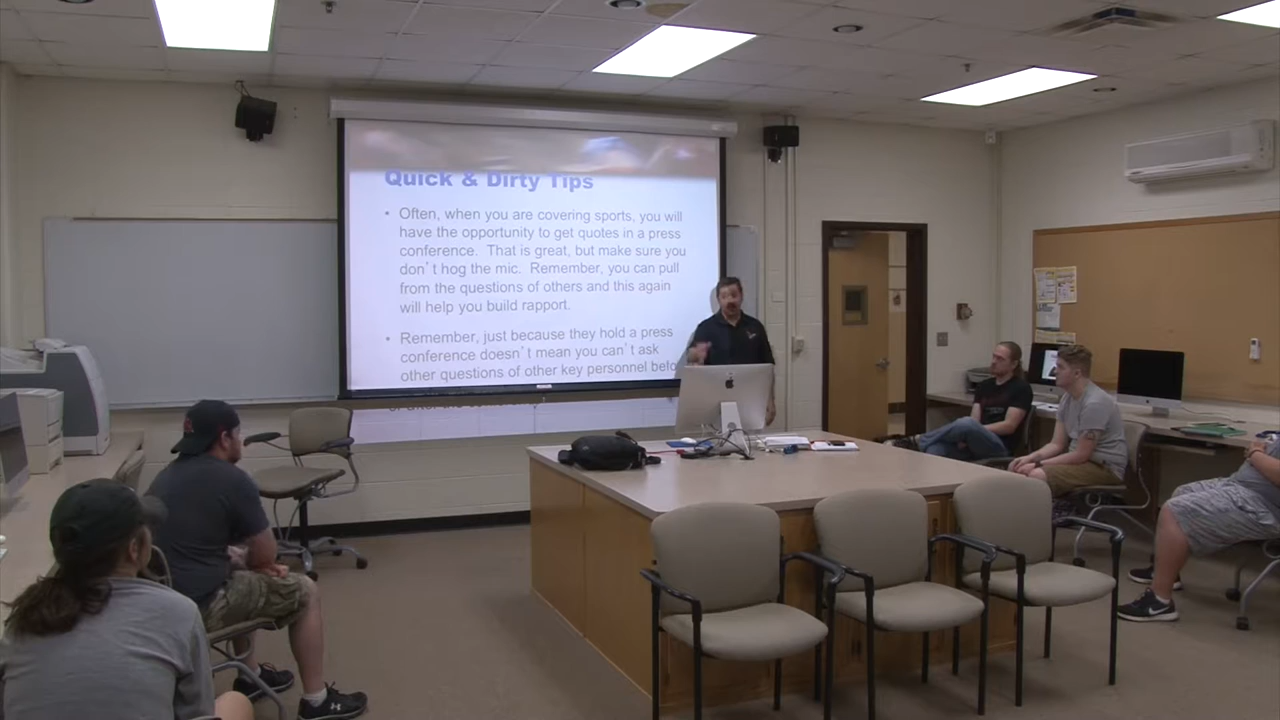 Quick & Dirty Tips
• Often, when you are covering sports, you will
have the opportunity to get quotes in a press
conference. That is great, but make sure you
don't hog the mic. Remember, you can pull
from the questions of others and this again
will help you build rapport.
• Remember, just because they hold a press
conference doesn't mean you can't ask
other questions of other key personnel befo